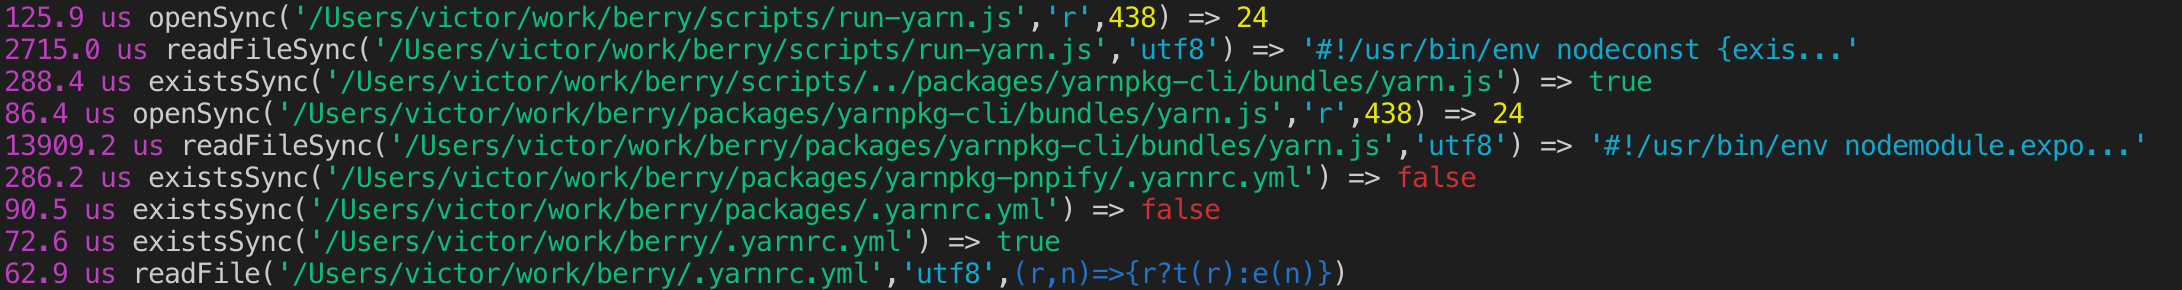 125.9 us openSync('/Users/victor/work/berry/scripts/run-yarn.js','r',438) => 24
2715.0 us readFileSync('/Users/victor/work/berry/scripts/run-yarn.js','utf8') => '#!/usr/bin/env nodeconst {exis...'
288.4 us existsSync('/Users/victor/work/berry/scripts/../packages/yarnpkg-cli/bundles/yarn.js') => true
86.4 us openSync('/Users/victor/work/berry/packages/yarnpkg-cli/bundles/yarn.js','r',438) => 24
13909.2 us readFileSync('/Users/victor/work/berry/packages/yarnpkg-cli/bundles/yarn.js','utf8') => '#!/usr/bin/env nodemodule.expo...'
286.2 us existsSync('/Users/victor/work/berry/packages/yarnpkg-pnpify/.yarnrc.yml') => false
90.5 us existsSync('/Users/victor/work/berry/packages/.yarnrc.yml') => false
72.6 us existsSync('/Users/victor/work/berry/.yarnrc.yml') => true
62.9 us readFile('/Users/victor/work/berry/.yarnrc.yml','utf8',(r,n)=>{r?t(r):e(n)})